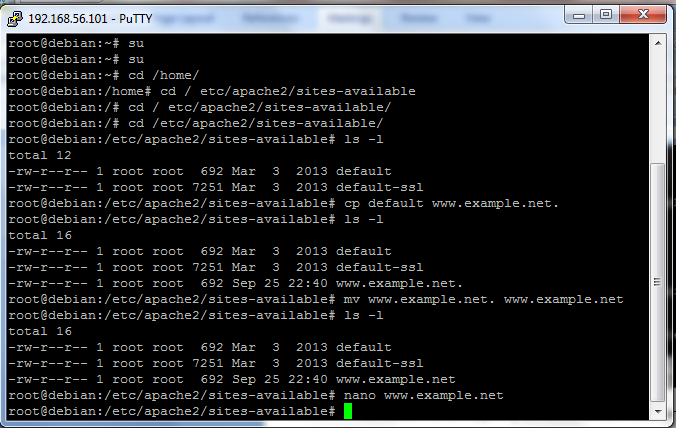 192.168.56.101 - PuTTY
root@debian:~# su
root@debian:~# su
root@debian:~# cd /home/
root@debian:/home# cd / etc/apache2/sites-available
root@debian:/# cd / etc/apache2/sites-available/
root@debian:/# cd /etc/apache2/sites-available/
root@debian:/etc/apache2/sites-available# ls -l
total 12
-rw-r--r-- 1 root root  692 Mar  3  2013 default
-rw-r--r-- 1 root root 7251 Mar  3  2013 default-ssl
root@debian:/etc/apache2/sites-available# cp default www.example.net.
root@debian:/etc/apache2/sites-available# ls -l
total 16
-rw-r--r-- 1 root root  692 Mar  3  2013 default
-rw-r--r-- 1 root root 7251 Mar  3  2013 default-ssl
-rw-r--r-- 1 root root  692 Sep 25 22:40 www.example.net.
root@debian:/etc/apache2/sites-available# mv www.example.net. www.example.net
root@debian:/etc/apache2/sites-available# ls -l
total 16
-rw-r--r-- 1 root root  692 Mar  3  2013 default
-rw-r--r-- 1 root root 7251 Mar  3  2013 default-ssl
-rw-r--r-- 1 root root  692 Sep 25 22:40 www.example.net
root@debian:/etc/apache2/sites-available# nano www.example.net
root@debian:/etc/apache2/sites-available#